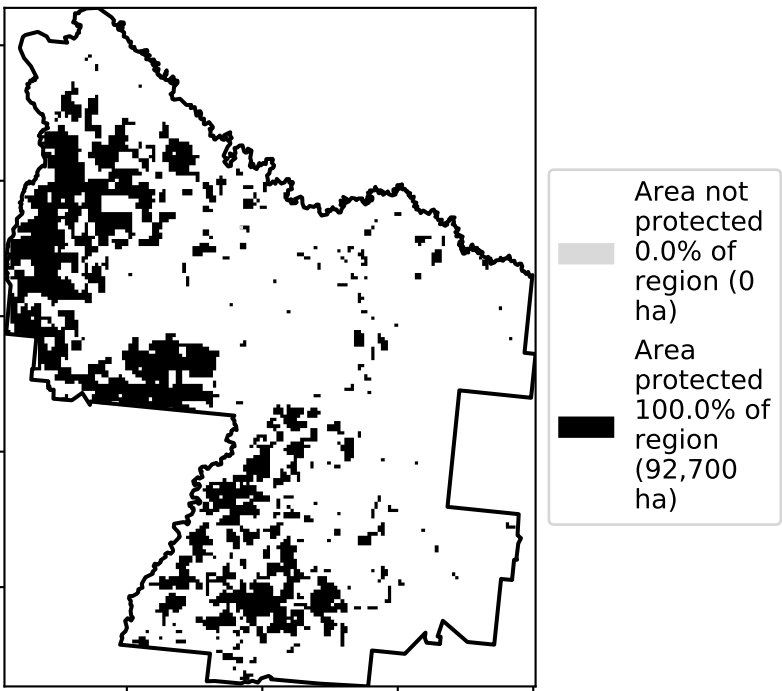 Area not
protected
0.0% of
region (0
ha)
Area
protected
100.0% of
region
(92,700
ha)